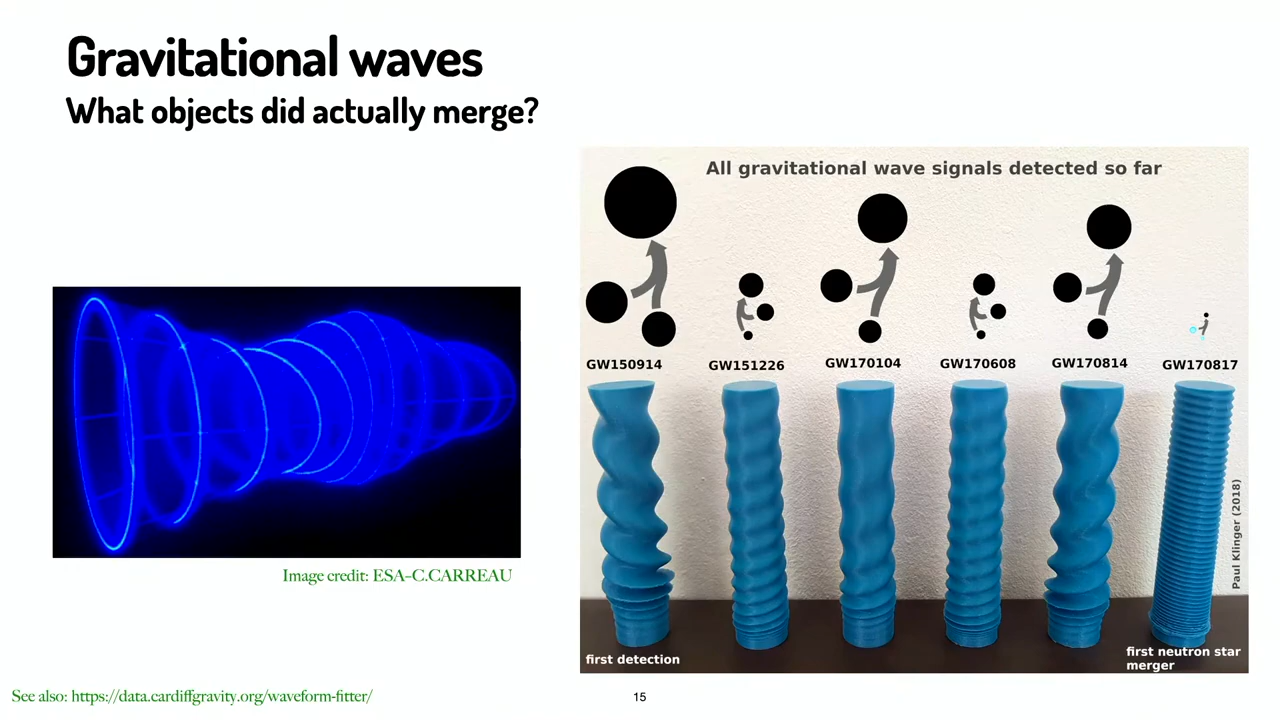 Gravitational waves
What objects did actually merge?
All gravitational wave signals detected so far
GW150914
GW151226
GW170104
GW170608
GW170814
GW170817
Paul Klinger (2018)
first detection
first neutron star
merger
Image credit: ESA–C.CARREAU
See also: https://data.cardiffgravity.org/waveform-fitter/
15